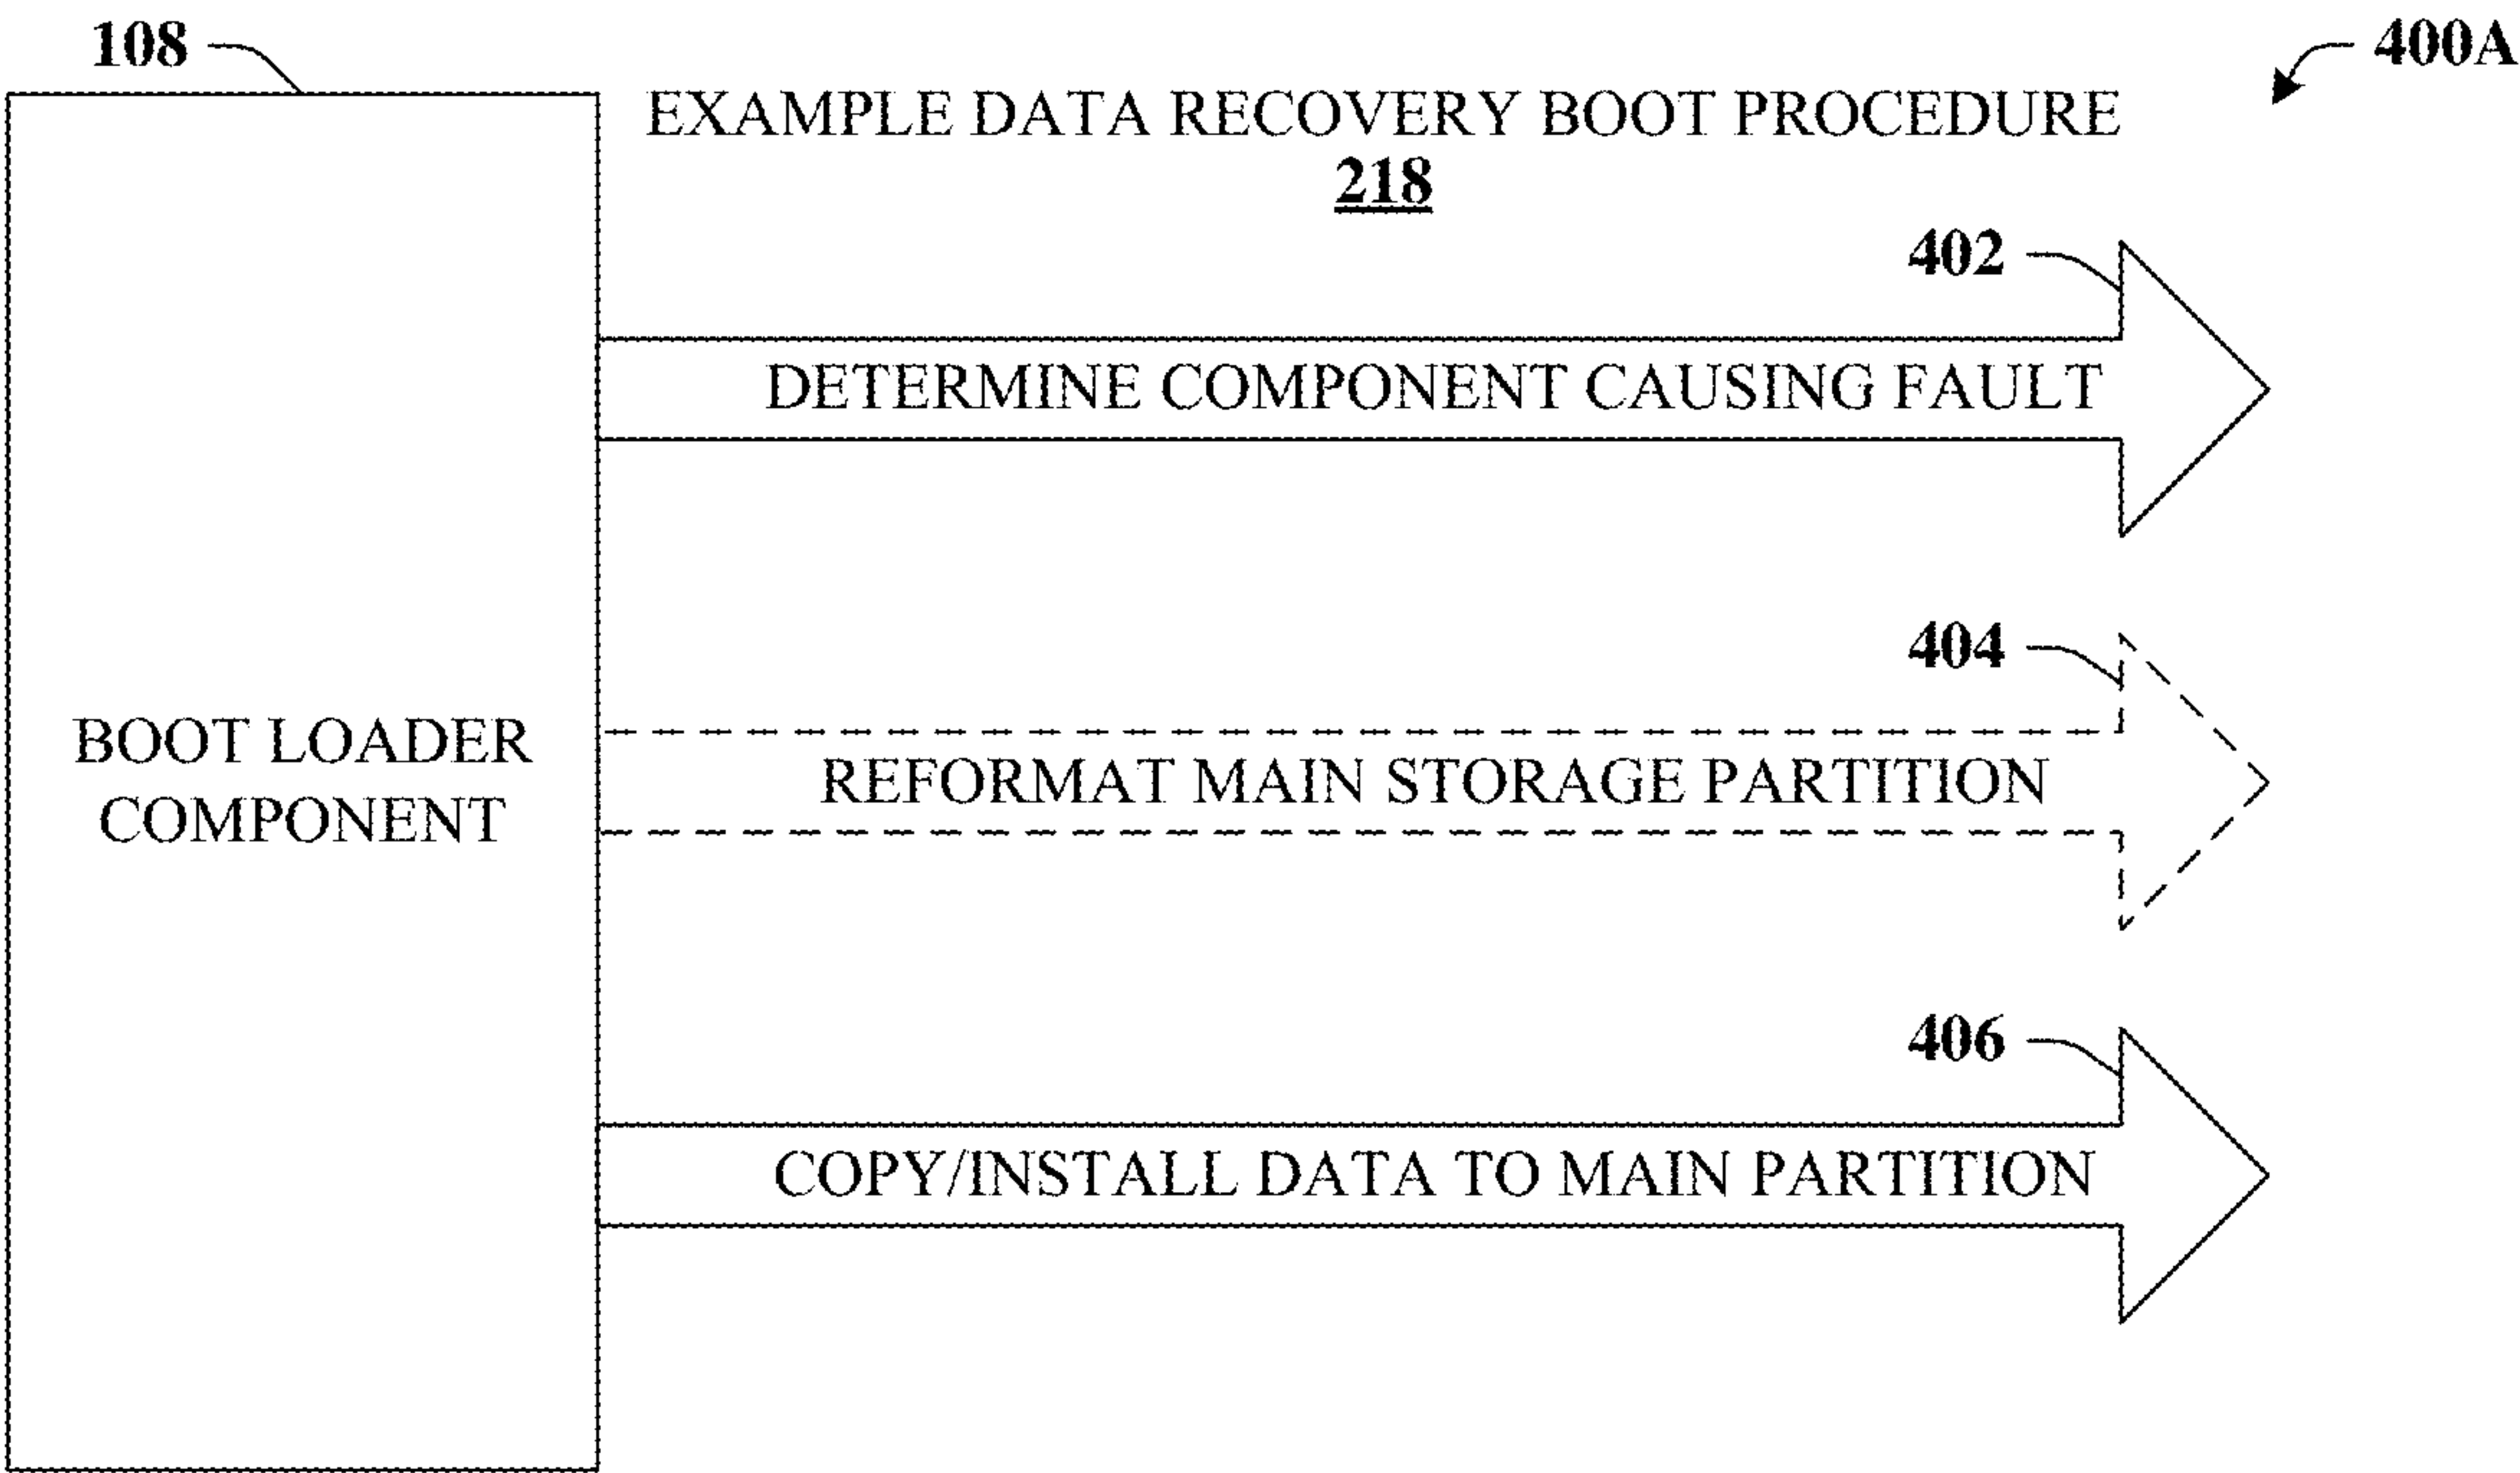 108
400A
EXAMPLE DATA RECOVERY BOOT PROCEDURE
218
402
DETERMINE COMPONENT CAUSING FAULT
404
BOOT LOADER
COMPONENT
REFORMAT MAIN STORAGE PARTITION
406
COPY/INSTALL DATA TO MAIN PARTITION